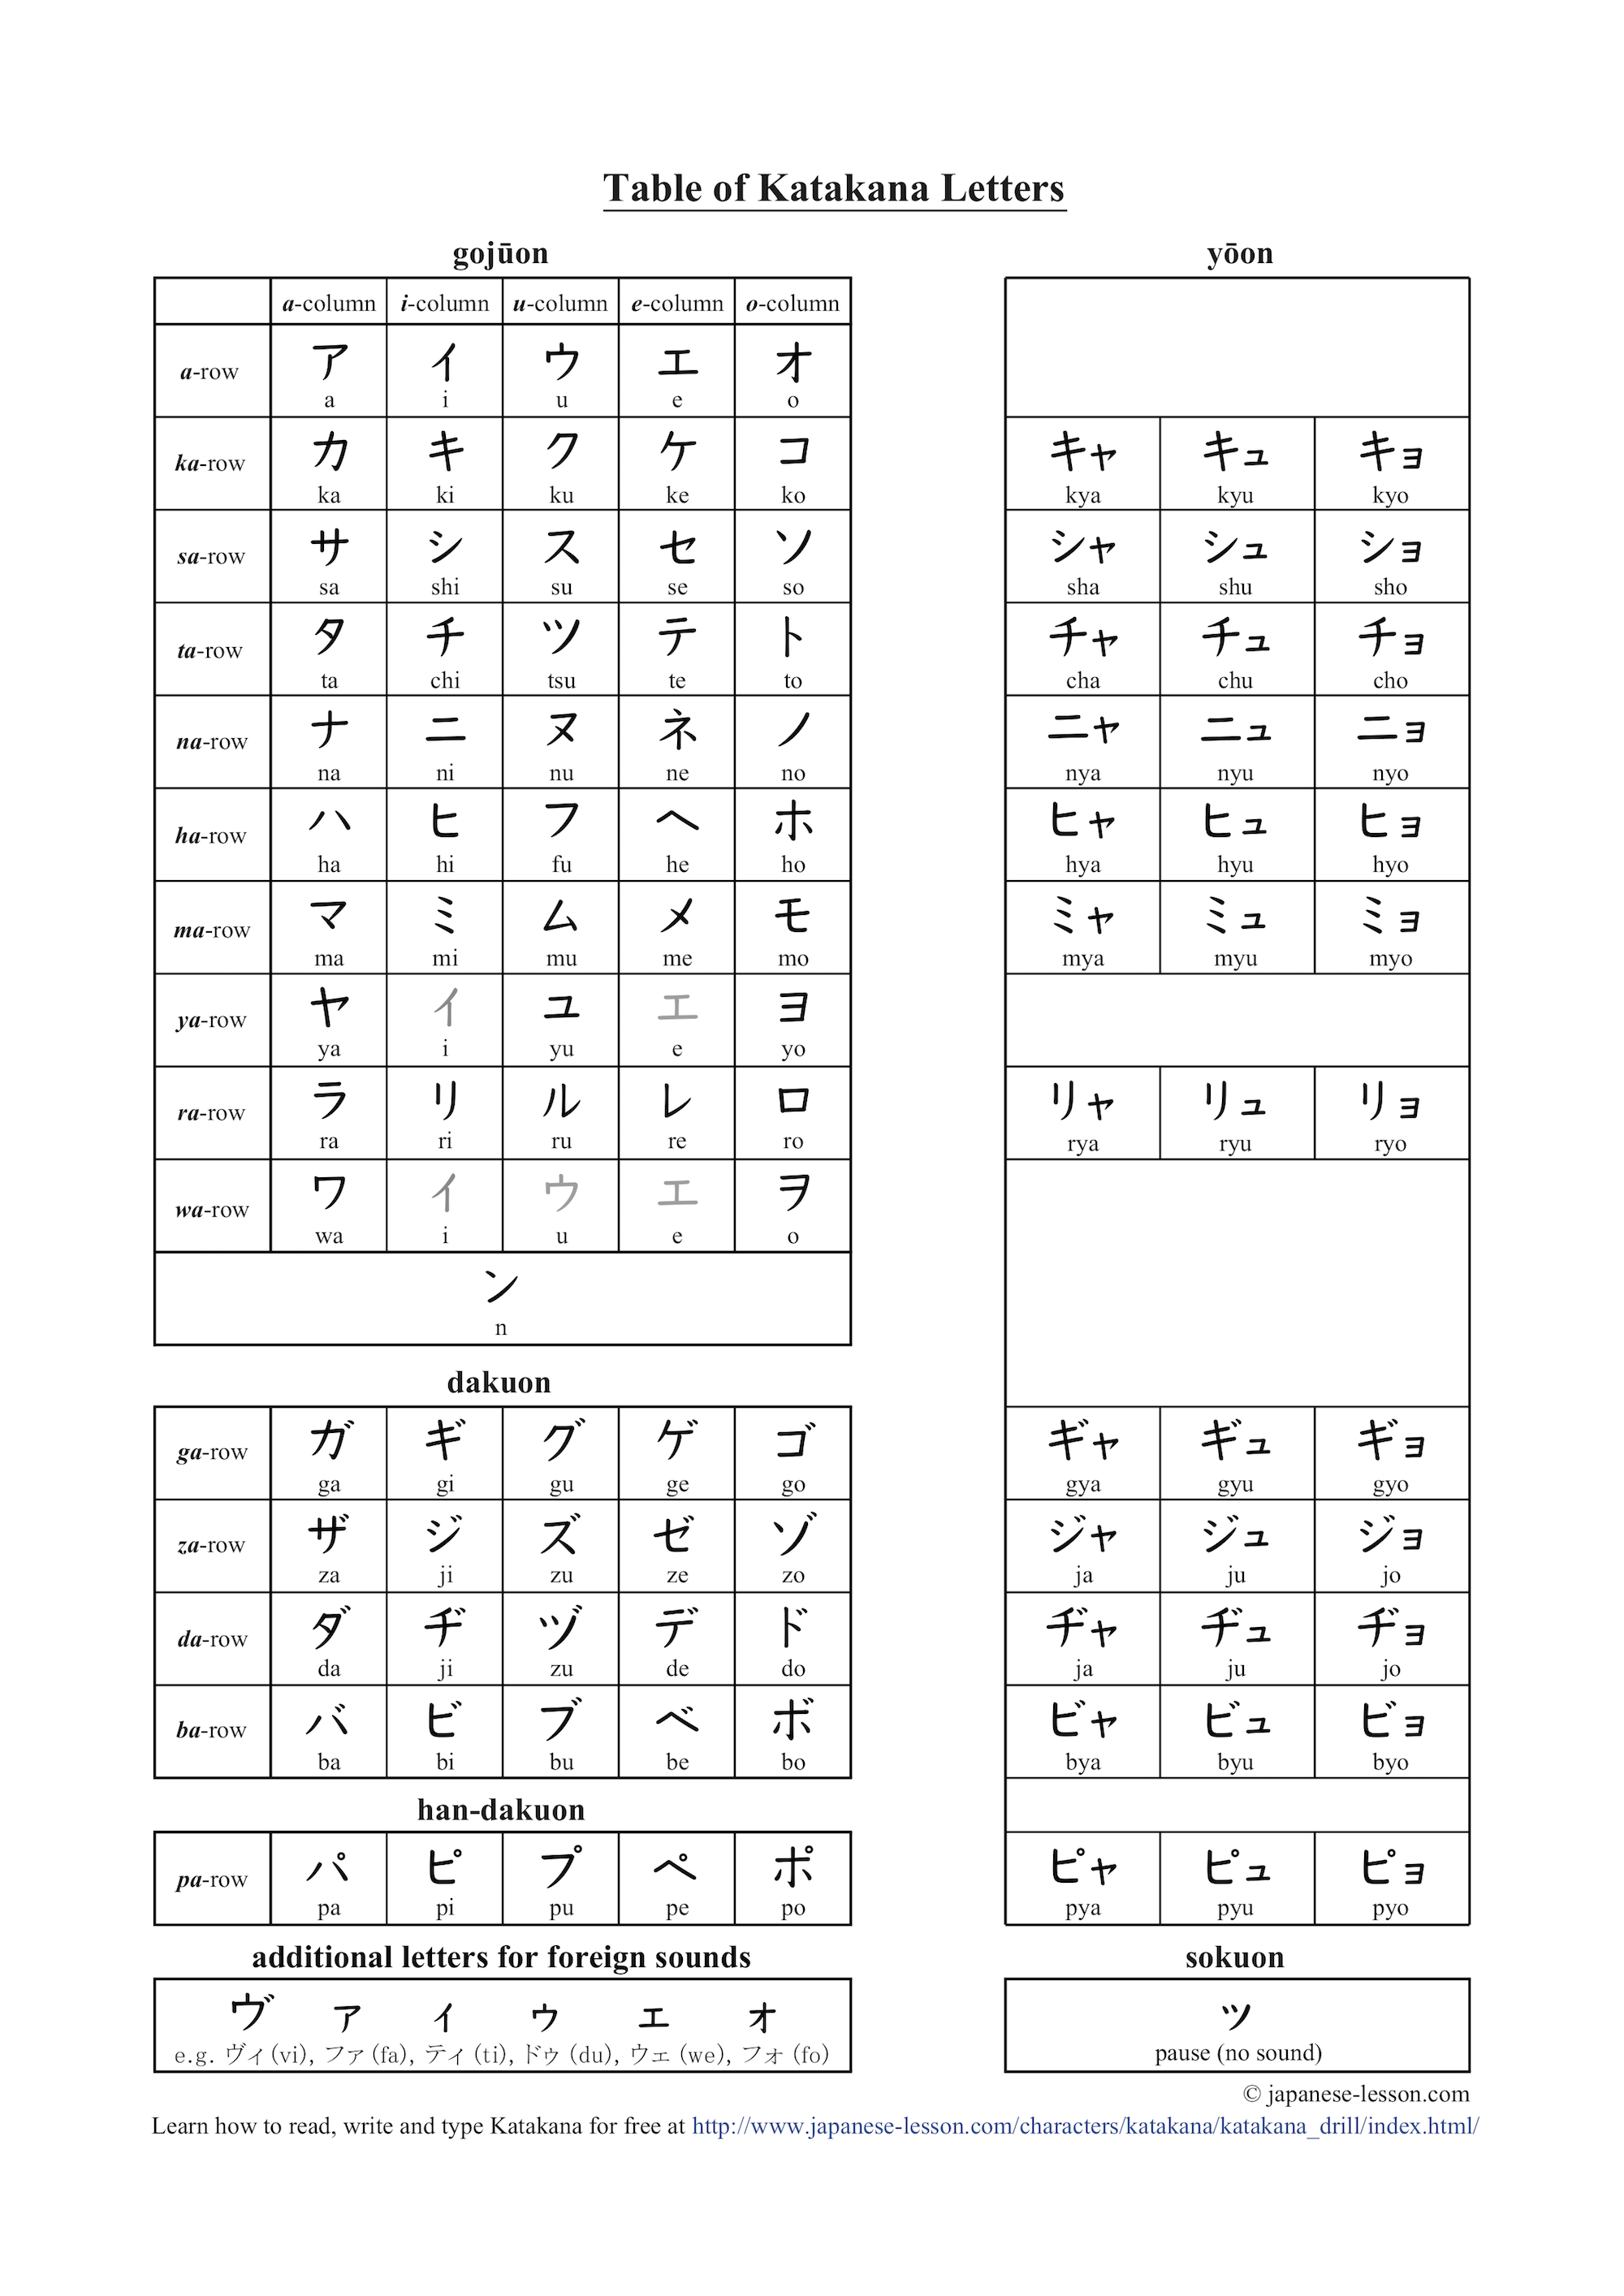 Table of Katakana Letters
gojūon
a-column i-column u-column e-column o-column
a-row ア イ ウ エ オ
a i u e o
ka-row カ キ ク ケ コ
ka ki ku ke ko
sa-row サ シ ス セ ソ
sa shi su se so
ta-row タ チ ツ テ ト
ta chi tsu te to
na-row ナ ニ ヌ ネ ノ
na ni nu ne no
ha-row ハ ヒ フ ヘ ホ
ha hi fu he ho
ma-row マ ミ ム メ モ
ma mi mu me mo
ya-row ヤ イ ユ エ ヨ
ya i yu e yo
ra-row ラ リ ル レ ロ
ra ri ru re ro
wa-row ワ イ ウ エ ヲ
wa i u e o
ン
n
yōon
キャ キュ キョ
kya kyu kyo
シャ シュ ショ
sha shu sho
チャ チュ チョ
cha chu cho
ニャ ニュ ニョ
nya nyu nyo
ヒャ ヒュ ヒョ
hya hyu hyo
ミャ ミュ ミョ
mya myu myo
リャ リュ リョ
rya ryu ryo
ギャ ギュ ギョ
gya gyu gyo
ジャ ジュ ジョ
ja ju jo
ヂャ ヂュ ヂョ
ja ju jo
ビャ ビュ ビョ
bya byu byo
ピャ ピュ ピョ
pya pyu pyo
dakuon
ga-row ガ ギ グ ゲ ゴ
ga gi gu ge go
za-row ザ ジ ズ ゼ ゾ
za ji zu ze zo
da-row ダ ヂ ヅ デ ド
da ji zu de do
ba-row バ ビ ブ ベ ボ
ba bi bu be bo
han-dakuon
pa-row パ ピ プ ペ ポ
pa pi pu pe po
additional letters for foreign sounds
ヴ ァ ィ ゥ ェ ォ
e.g. ヴィ (vi), ファ (fa), ティ (ti), ドゥ (du), ウェ (we), フォ (fo)
sokuon
ッ
pause (no sound)
© japanese-lesson.com
Learn how to read, write and type Katakana for free at http://www.japanese-lesson.com/characters/katakana/katakana_drill/index.html/